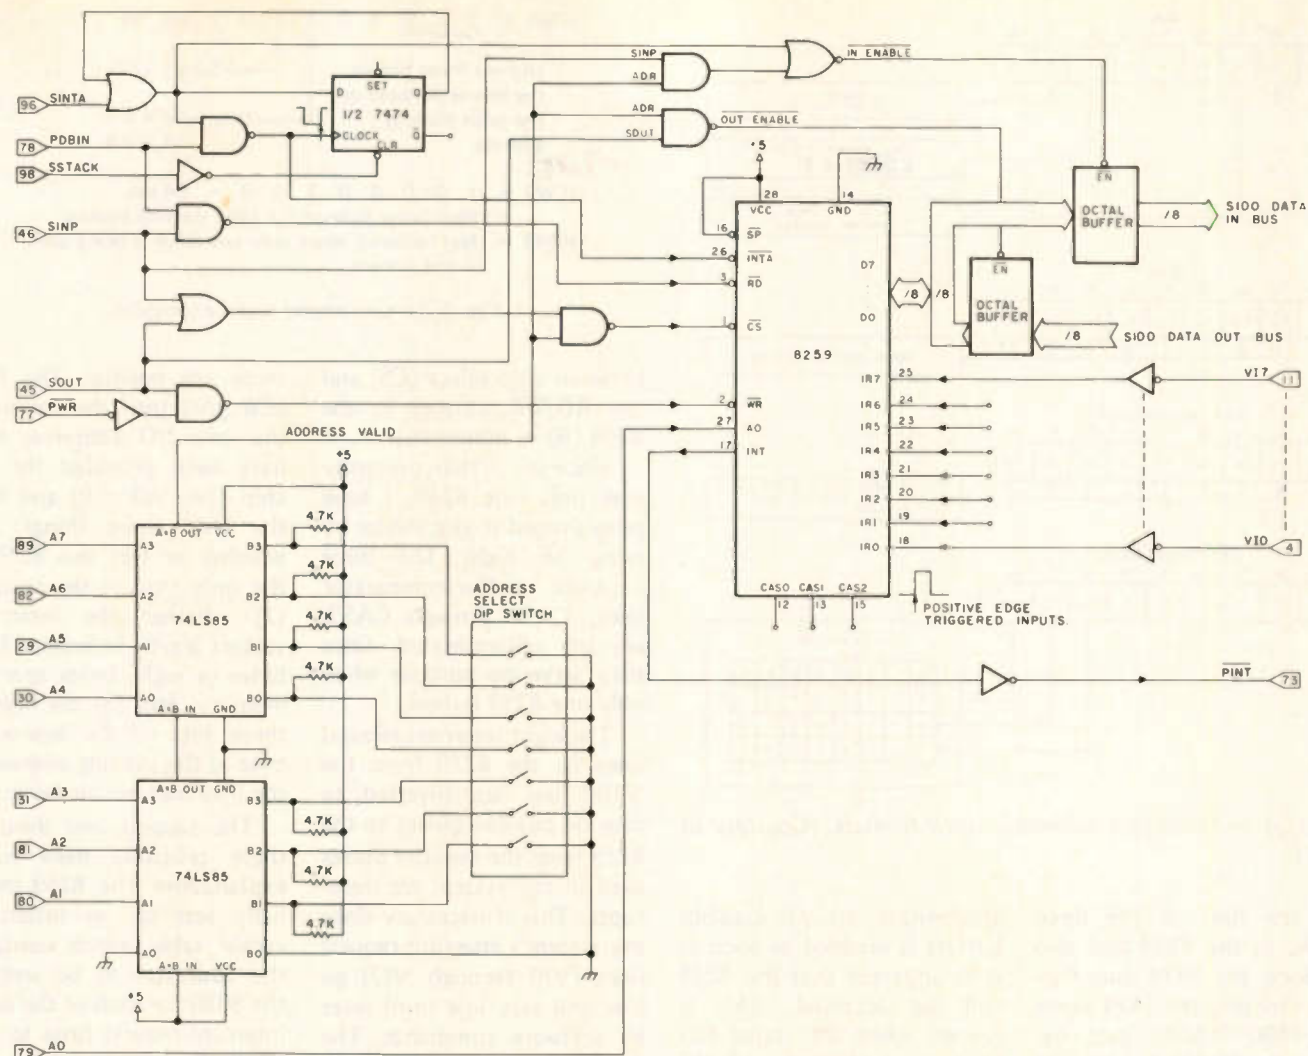 SINP
ADR
IN ENABLE
ADR
SOUT
OUT ENABLE
96 SINTA
78 PDBIN
98 SSTACK
46 SINP
45 SOUT
77 PWR
D SET Q
1/2 7474
CLOCK Q
CLR
+5
28 14
VCC GND
16 SP
26 INTA
3 RD
1 CS
2 WR
27 A0
17 INT
D7
D0
8259
/8 /8
EN
OCTAL BUFFER
/8
S100 DATA IN BUS
EN
OCTAL BUFFER
/8
S100 DATA OUT BUS
IR7 25
IR6 24
IR5 23
IR4 22
IR3 21
IR2 20
IR1 19
IR0 18
VI7 11
VI0 4
CAS0 CAS1 CAS2
12 13 15
POSITIVE EDGE
TRIGGERED INPUTS.
PINT 73
ADDRESS VALID
+5
A=B OUT VCC
89 A7 A3 B3
82 A6 A2 B2
74LS85
29 A5 A1 B1
30 A4 A0 B0
A=B IN GND
4.7K
4.7K
4.7K
4.7K
ADDRESS
SELECT
DIP SWITCH
A=B OUT GND
31 A3 A3 B3
81 A2 A2 B2
74LS85
80 A1 A1 B1
A0 B0
A=B IN VCC
4.7K
4.7K
4.7K
+5
79 A0